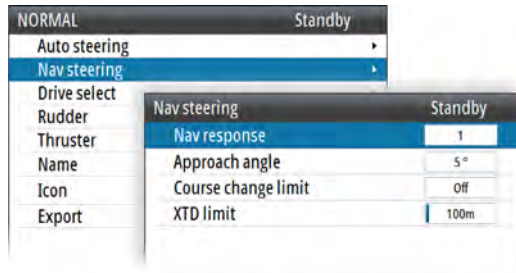 NORMAL Standby
Auto steering
Nav steering
Drive select
Rudder
Thruster
Name
Icon
Export
Nav steering Standby
Nav response 1
Approach angle 5°
Course change limit Off
XTD limit 100m